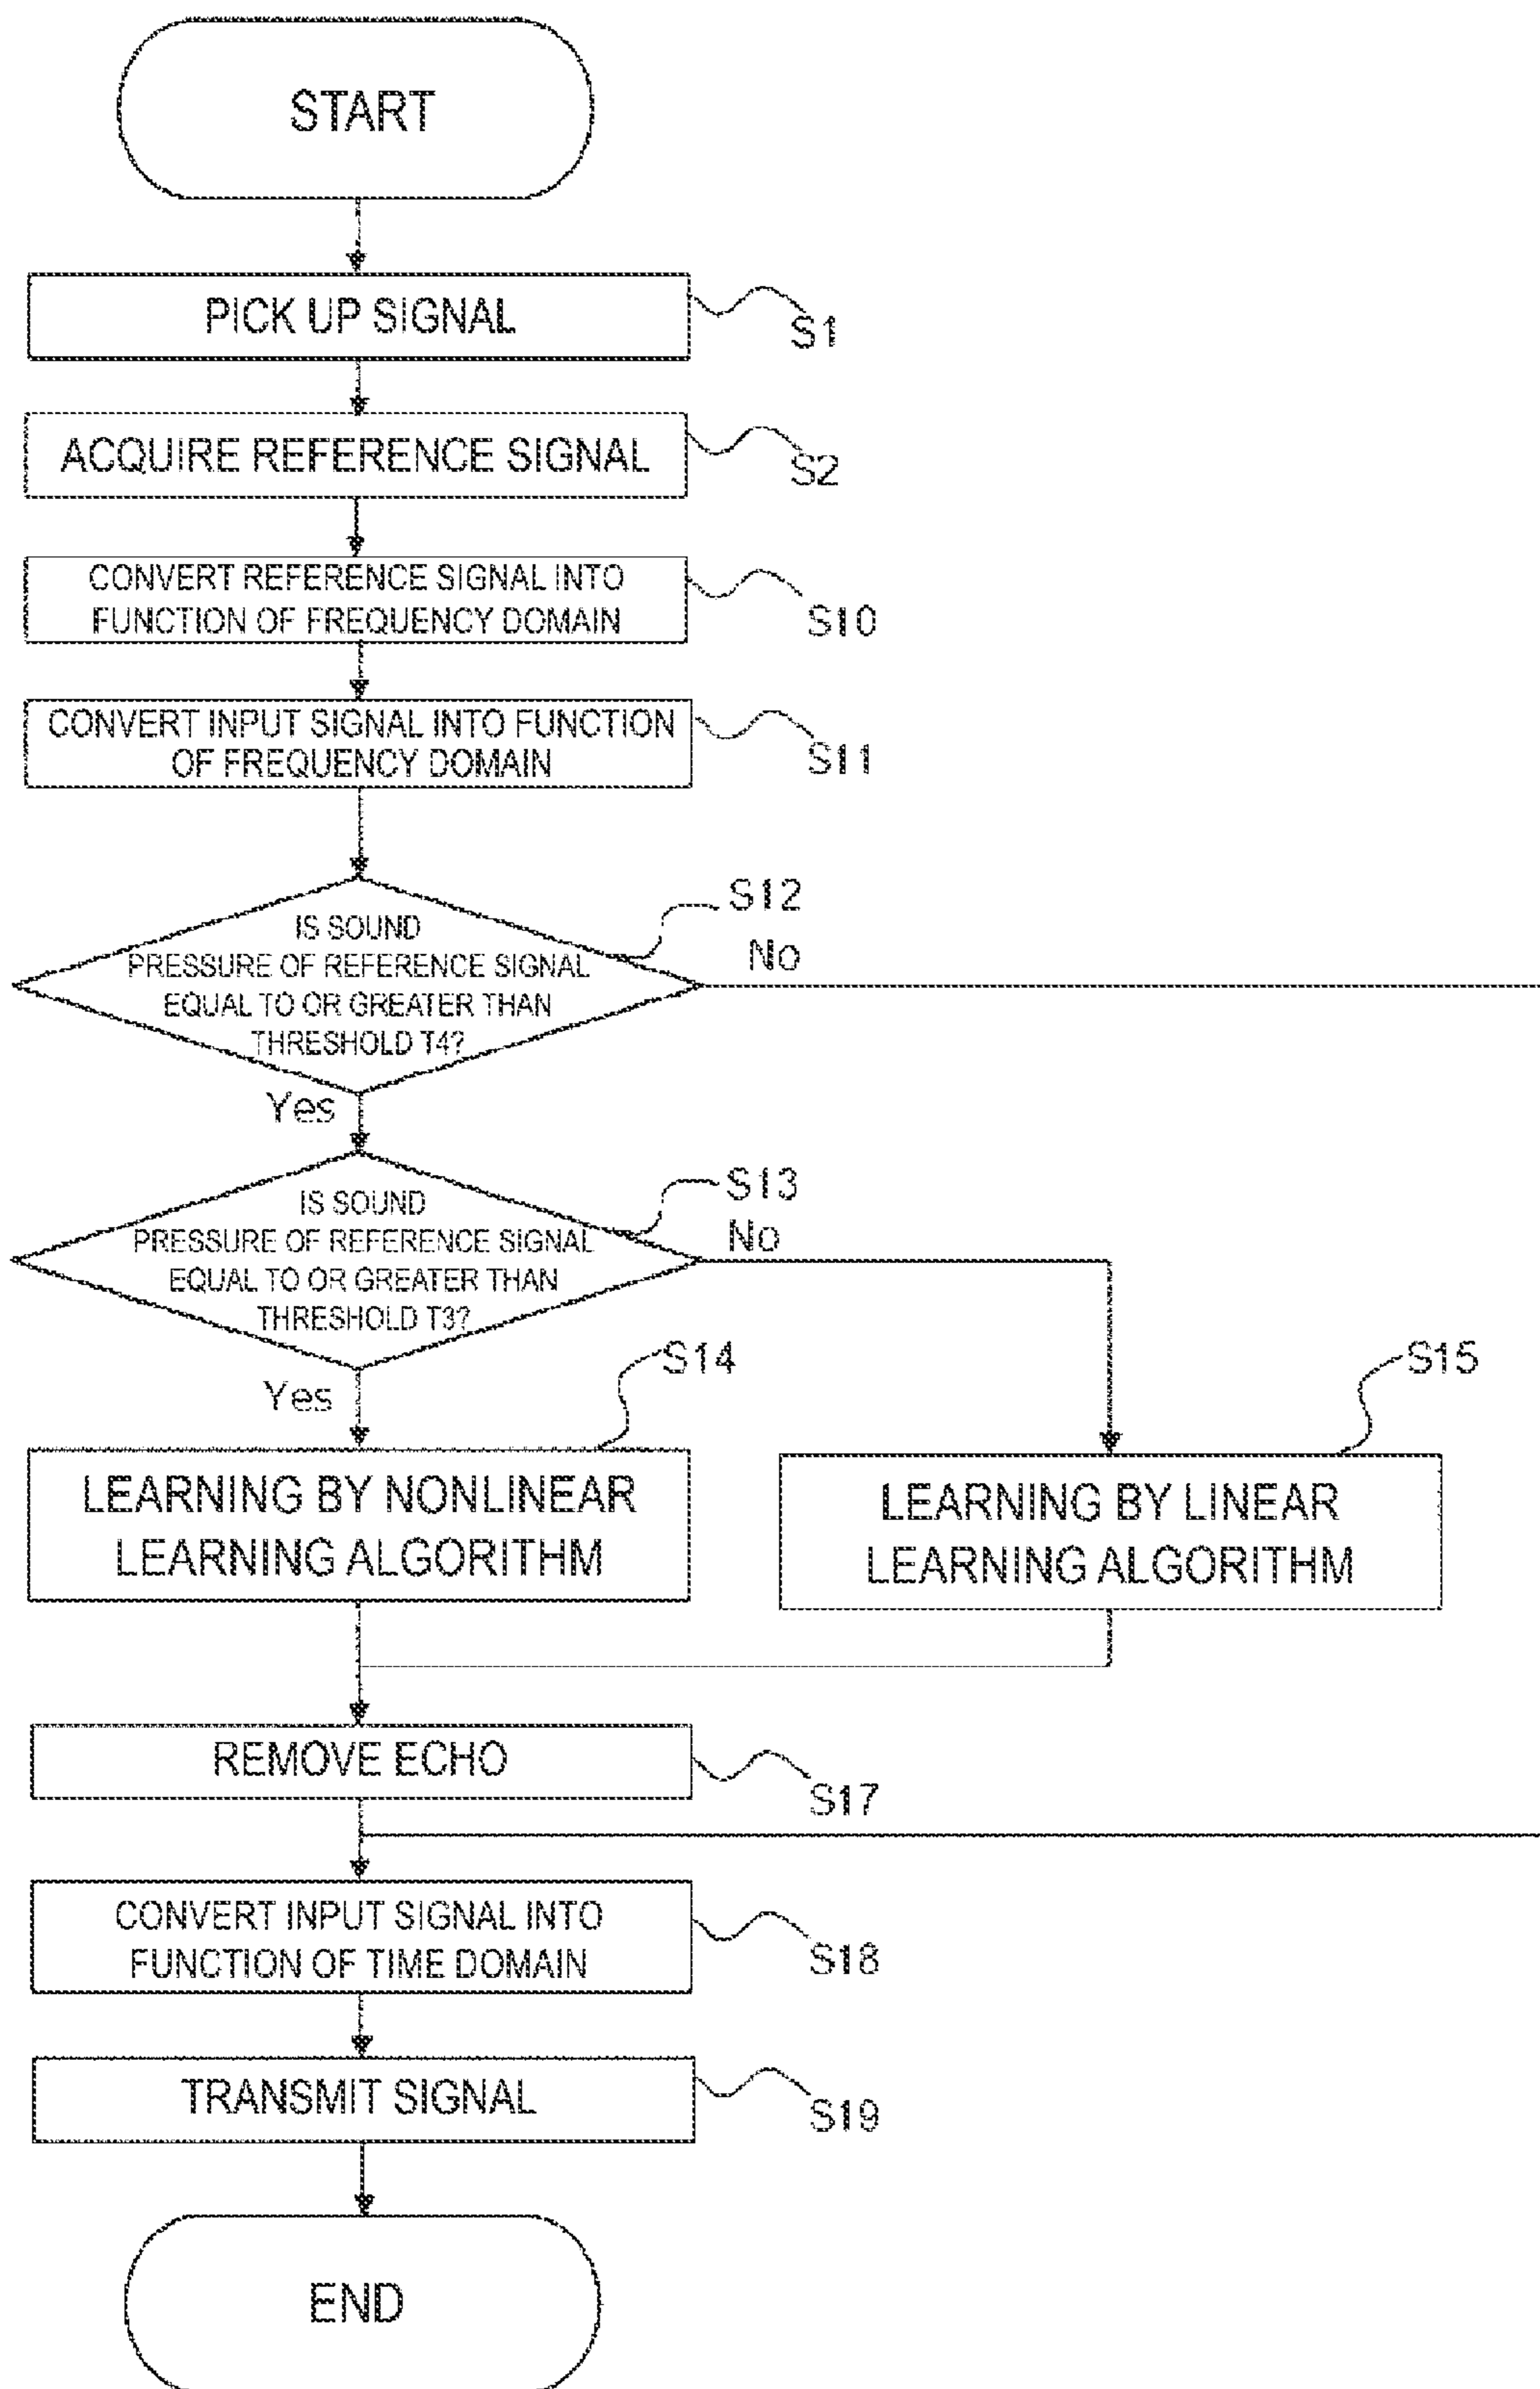 START
PICK UP SIGNAL
S1
ACQUIRE REFERENCE SIGNAL
S2
CONVERT REFERENCE SIGNAL INTO
FUNCTION OF FREQUENCY DOMAIN
S10
CONVERT INPUT SIGNAL INTO FUNCTION
OF FREQUENCY DOMAIN
S11
S12
IS SOUND
PRESSURE OF REFERENCE SIGNAL
EQUAL TO OR GREATER THAN
THRESHOLD T4?
No
Yes
S13
IS SOUND
PRESSURE OF REFERENCE SIGNAL
EQUAL TO OR GREATER THAN
THRESHOLD T3?
No
Yes
S14
LEARNING BY NONLINEAR
LEARNING ALGORITHM
S15
LEARNING BY LINEAR
LEARNING ALGORITHM
REMOVE ECHO
S17
CONVERT INPUT SIGNAL INTO
FUNCTION OF TIME DOMAIN
S18
TRANSMIT SIGNAL
S19
END